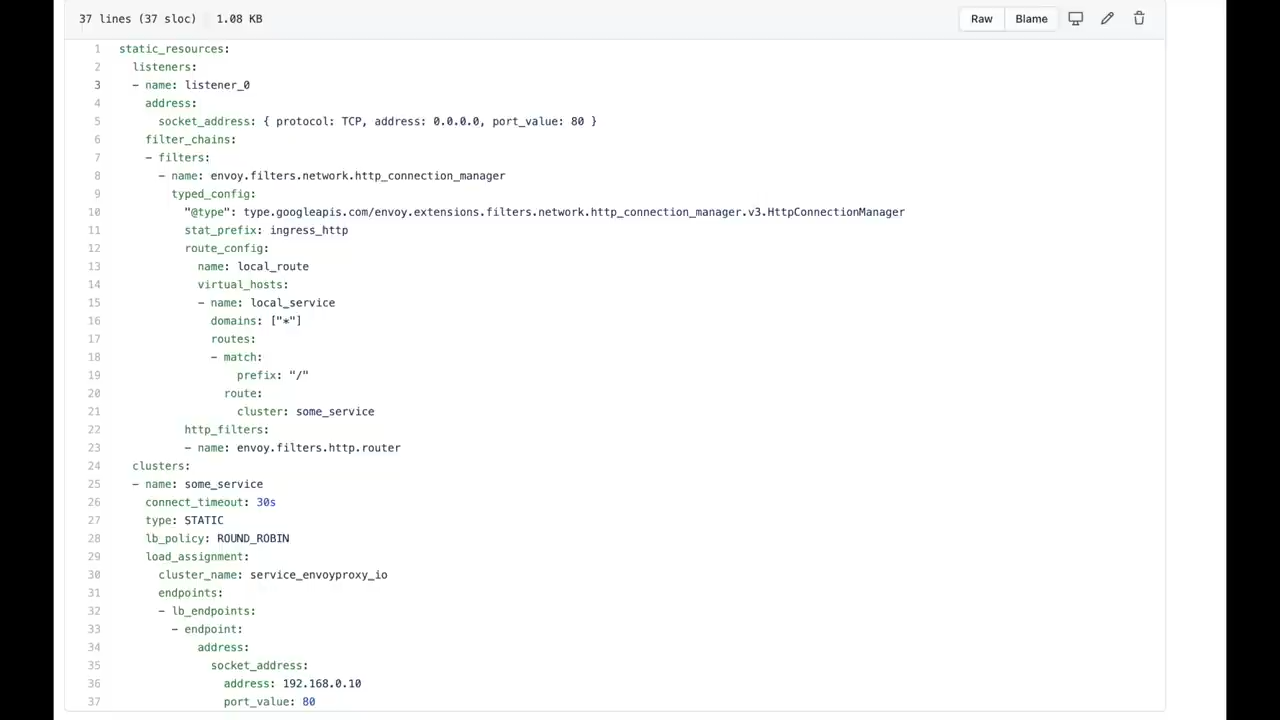 37 lines (37 sloc) 1.08 KB Raw Blame
1 static_resources:
2   listeners:
3   - name: listener_0
4     address:
5       socket_address: { protocol: TCP, address: 0.0.0.0, port_value: 80 }
6     filter_chains:
7     - filters:
8       - name: envoy.filters.network.http_connection_manager
9         typed_config:
10           "@type": type.googleapis.com/envoy.extensions.filters.network.http_connection_manager.v3.HttpConnectionManager
11           stat_prefix: ingress_http
12           route_config:
13             name: local_route
14             virtual_hosts:
15             - name: local_service
16               domains: ["*"]
17               routes:
18               - match:
19                   prefix: "/"
20                 route:
21                   cluster: some_service
22           http_filters:
23           - name: envoy.filters.http.router
24   clusters:
25   - name: some_service
26     connect_timeout: 30s
27     type: STATIC
28     lb_policy: ROUND_ROBIN
29     load_assignment:
30       cluster_name: service_envoyproxy_io
31       endpoints:
32       - lb_endpoints:
33         - endpoint:
34             address:
35               socket_address:
36                 address: 192.168.0.10
37                 port_value: 80